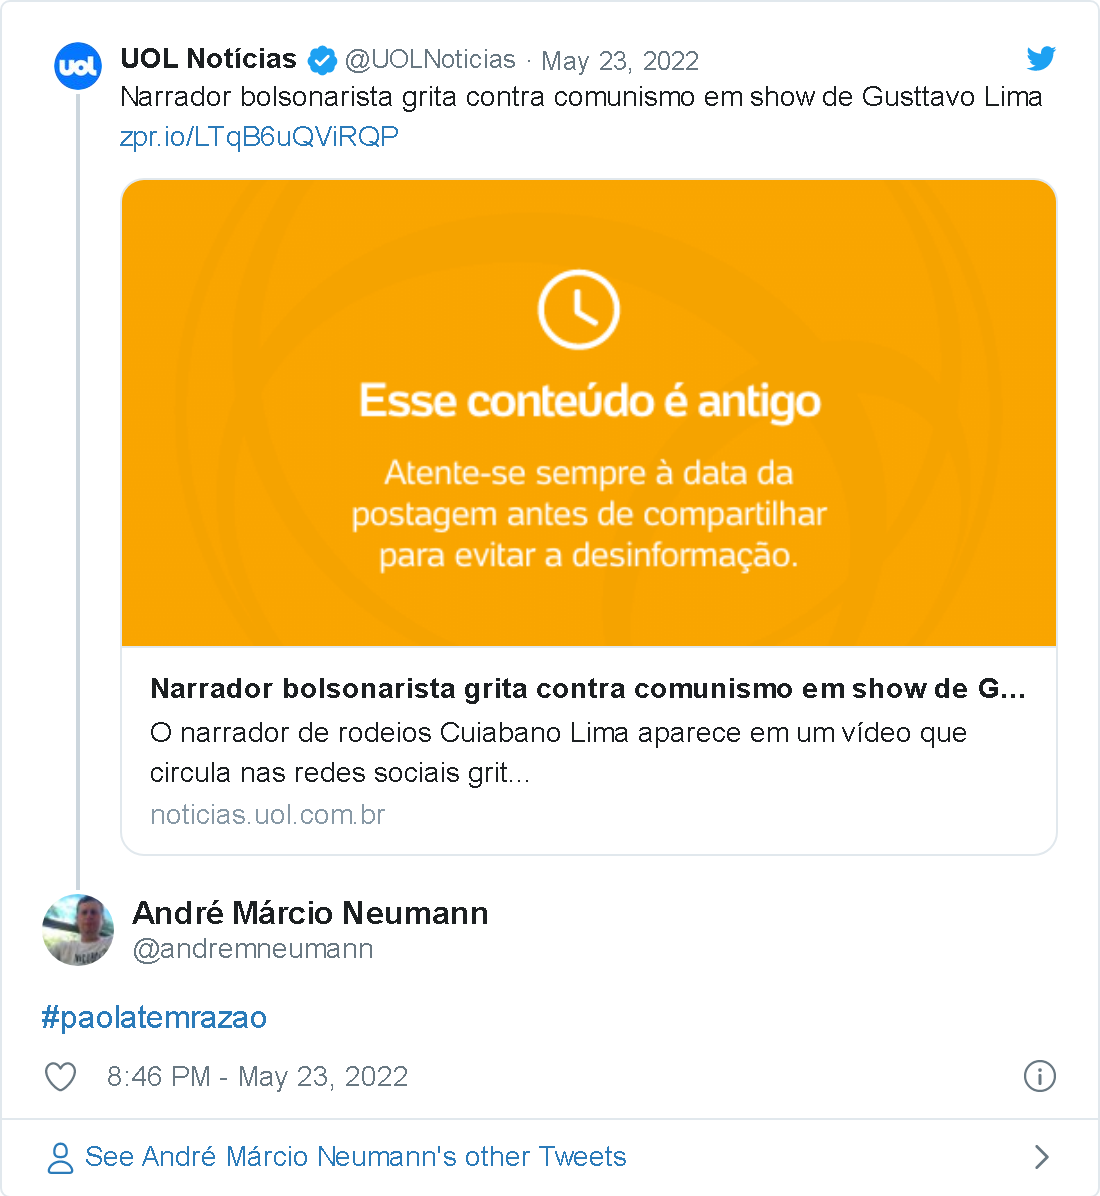 uol
UOL Notícias @UOLNoticias · May 23, 2022
Narrador bolsonarista grita contra comunismo em show de Gusttavo Lima
zpr.io/LTqB6uQViRQP
Esse conteúdo é antigo
Atente-se sempre à data da
postagem antes de compartilhar
para evitar a desinformação.
Narrador bolsonarista grita contra comunismo em show de G...
O narrador de rodeios Cuiabano Lima aparece em um vídeo que
circula nas redes sociais grit...
noticias.uol.com.br
André Márcio Neumann
@andremneumann
#paolatemrazao
8:46 PM - May 23, 2022
See André Márcio Neumann's other Tweets